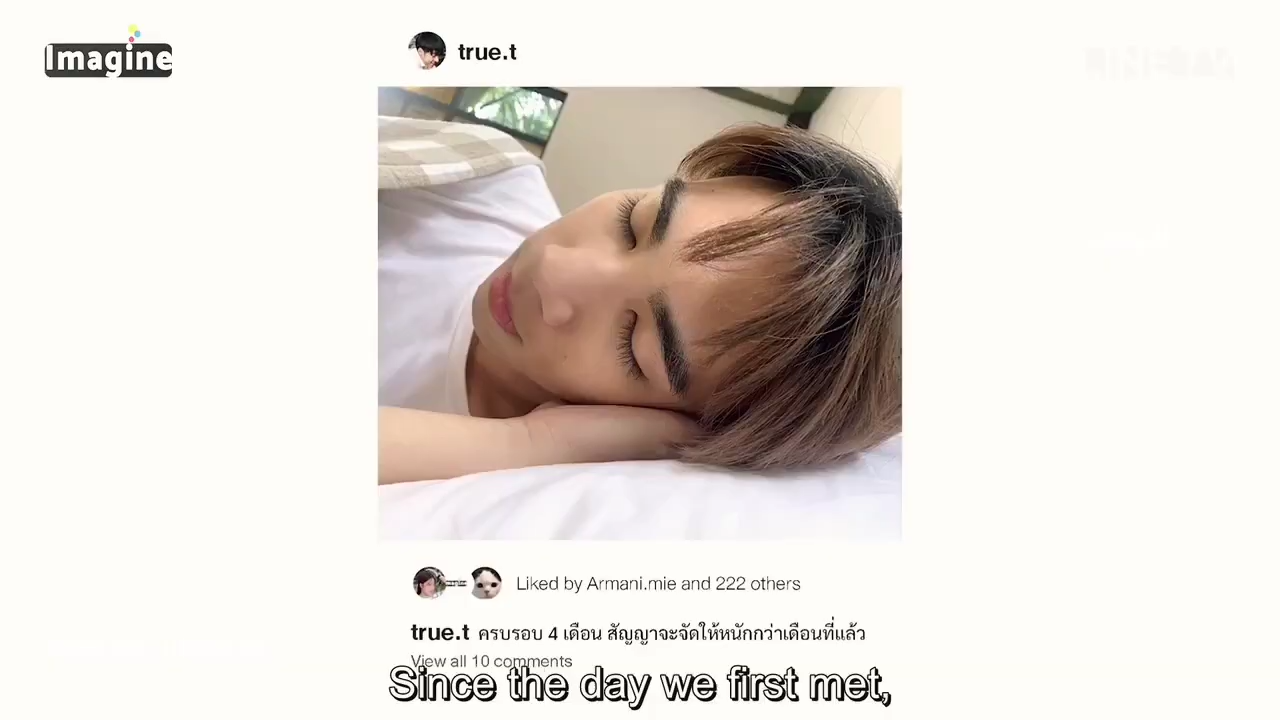 Imagine
true.t
Liked by Armani.mie and 222 others
true.t ครบรอบ 4 เดือน สัญญาจะจัดให้หนักกว่าเดือนที่แล้ว
View all 10 comments
Since the day we first met,